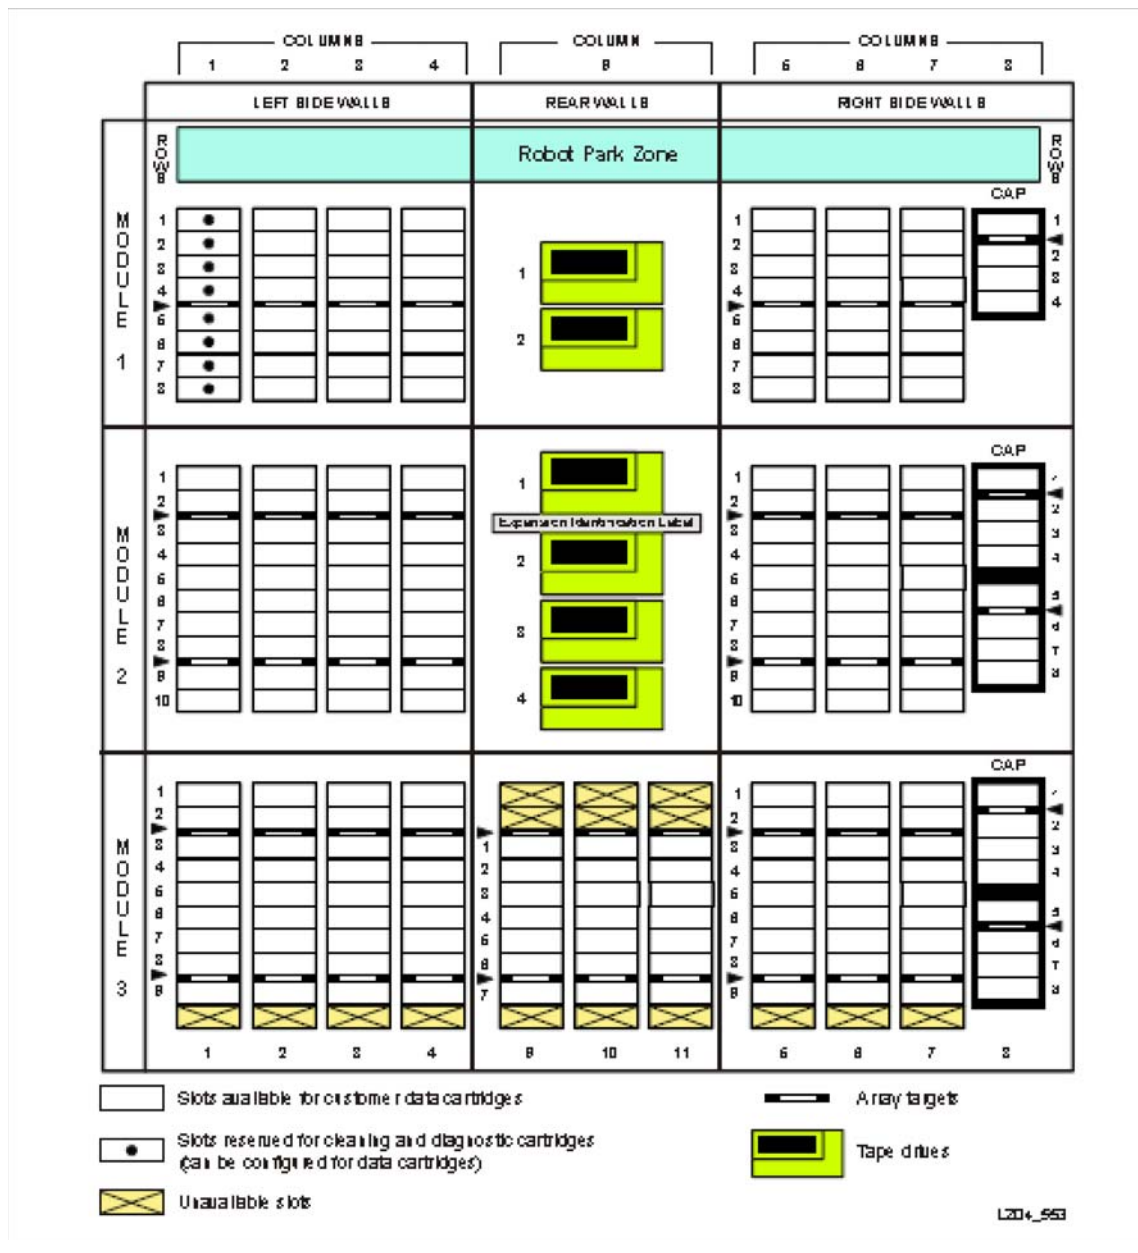 COLUMNS COLUMN COLUMNS
1 2 3 4 9 5 6 7 8
LEFT SIDE WALLS REAR WALLS RIGHT SIDE WALLS
ROWS Robot Park Zone ROWS
CAP
MODULE 1
1 2 3 4 5 6 7 8
1 2
1 2 3 4 5 6 7 8
1 2 3 4
CAP
MODULE 2
1 2 3 4 5 6 7 8 9 10
1 2 3 4
Expansion Identification Label
1 2 3 4 5 6 7 8 9 10
1 2 3 4 5 6 7 8
CAP
MODULE 3
1 2 3 4 5 6 7 8 9
1 2 3 4 5 6 7
1 2 3 4 5 6 7 8 9
1 2 3 4 5 6 7 8
1 2 3 4 9 10 11 5 6 7 8
Slots available for customer data cartridges
Array targets
Slots reserved for cleaning and diagnostic cartridges
(can be configured for data cartridges)
Tape drives
Unavailable slots
L204_553